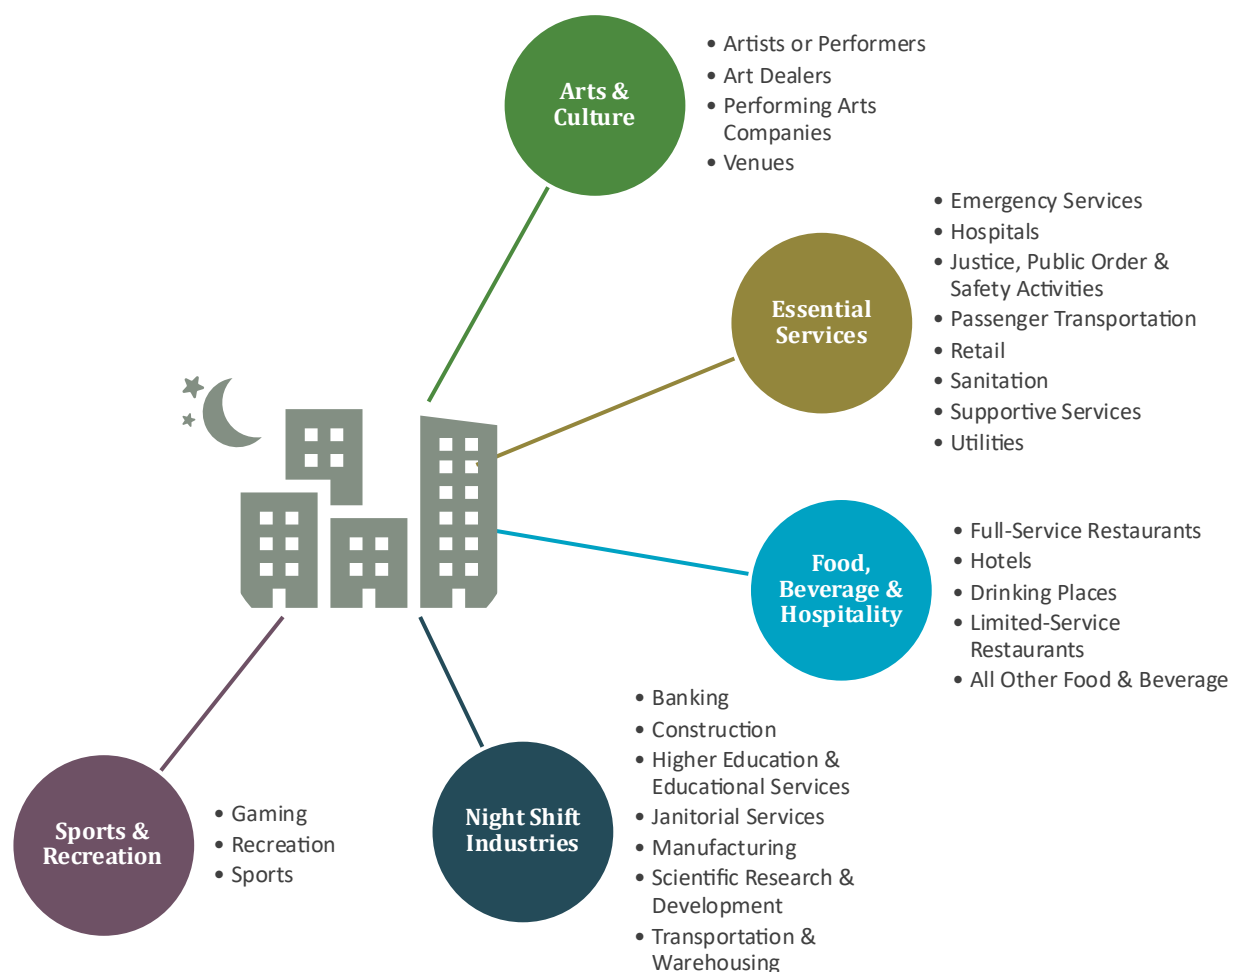 Arts &
Culture
• Artists or Performers
• Art Dealers
• Performing Arts
Companies
• Venues
Essential
Services
• Emergency Services
• Hospitals
• Justice, Public Order &
Safety Activities
• Passenger Transportation
• Retail
• Sanitation
• Supportive Services
• Utilities
Food,
Beverage &
Hospitality
• Full-Service Restaurants
• Hotels
• Drinking Places
• Limited-Service
Restaurants
• All Other Food & Beverage
Night Shift
Industries
• Banking
• Construction
• Higher Education &
Educational Services
• Janitorial Services
• Manufacturing
• Scientific Research &
Development
• Transportation &
Warehousing
Sports &
Recreation
• Gaming
• Recreation
• Sports